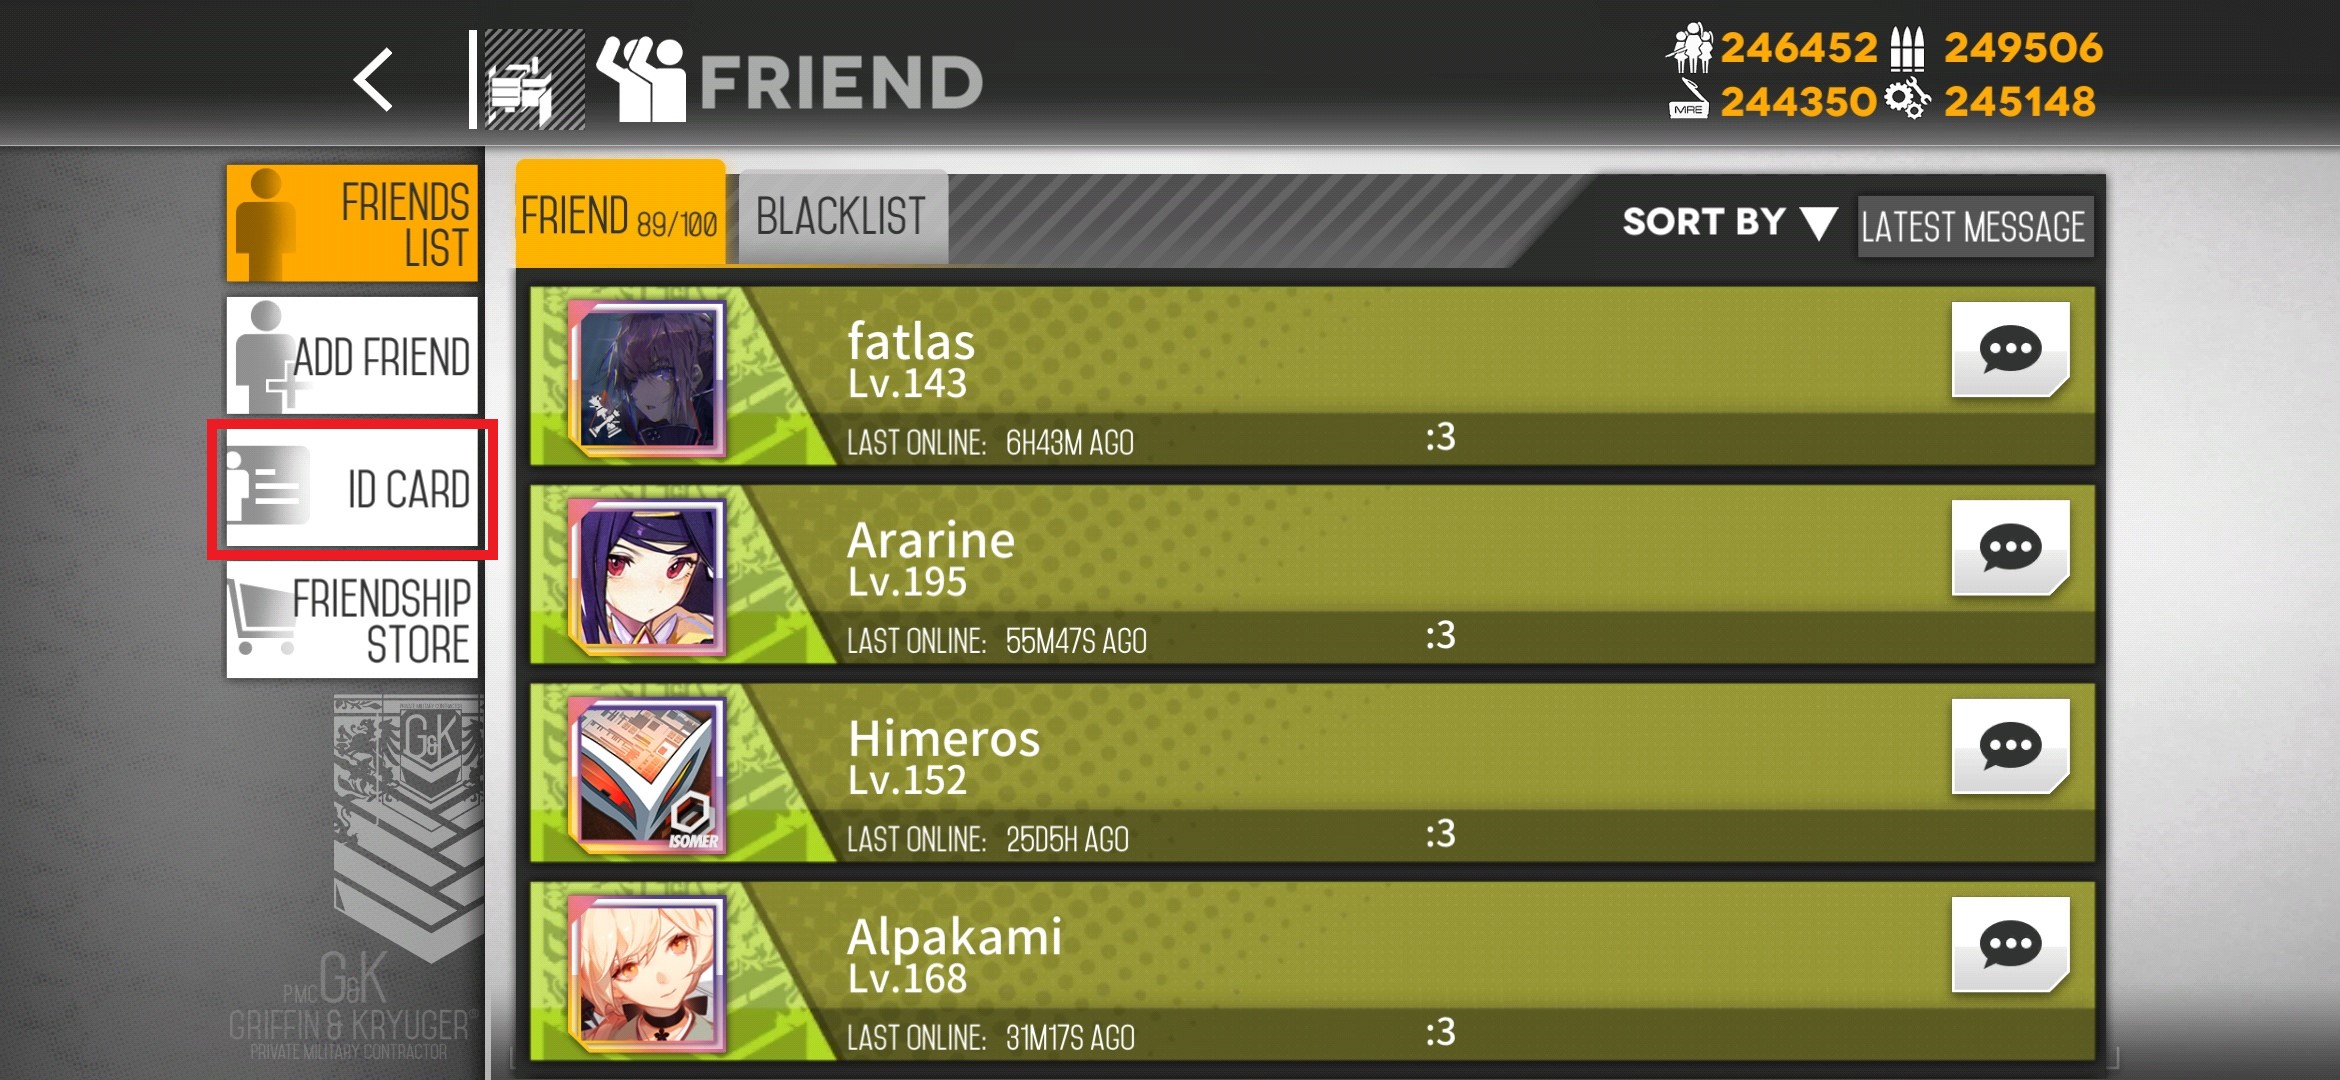 FRIEND
246452
249506
MRE
244350
245148
FRIENDS
LIST
ADD FRIEND
ID CARD
FRIENDSHIP
STORE
G&K
PMC G&K
GRIFFIN & KRYUGER
PRIVATE MILITARY CONTRACTOR
FRIEND 89/100
BLACKLIST
SORT BY
LATEST MESSAGE
fatlas
Lv.143
LAST ONLINE: 6H43M AGO
:3
Ararine
Lv.195
LAST ONLINE: 55M47S AGO
:3
Himeros
Lv.152
ISOMER
LAST ONLINE: 25D5H AGO
:3
Alpakami
Lv.168
LAST ONLINE: 31M17S AGO
:3